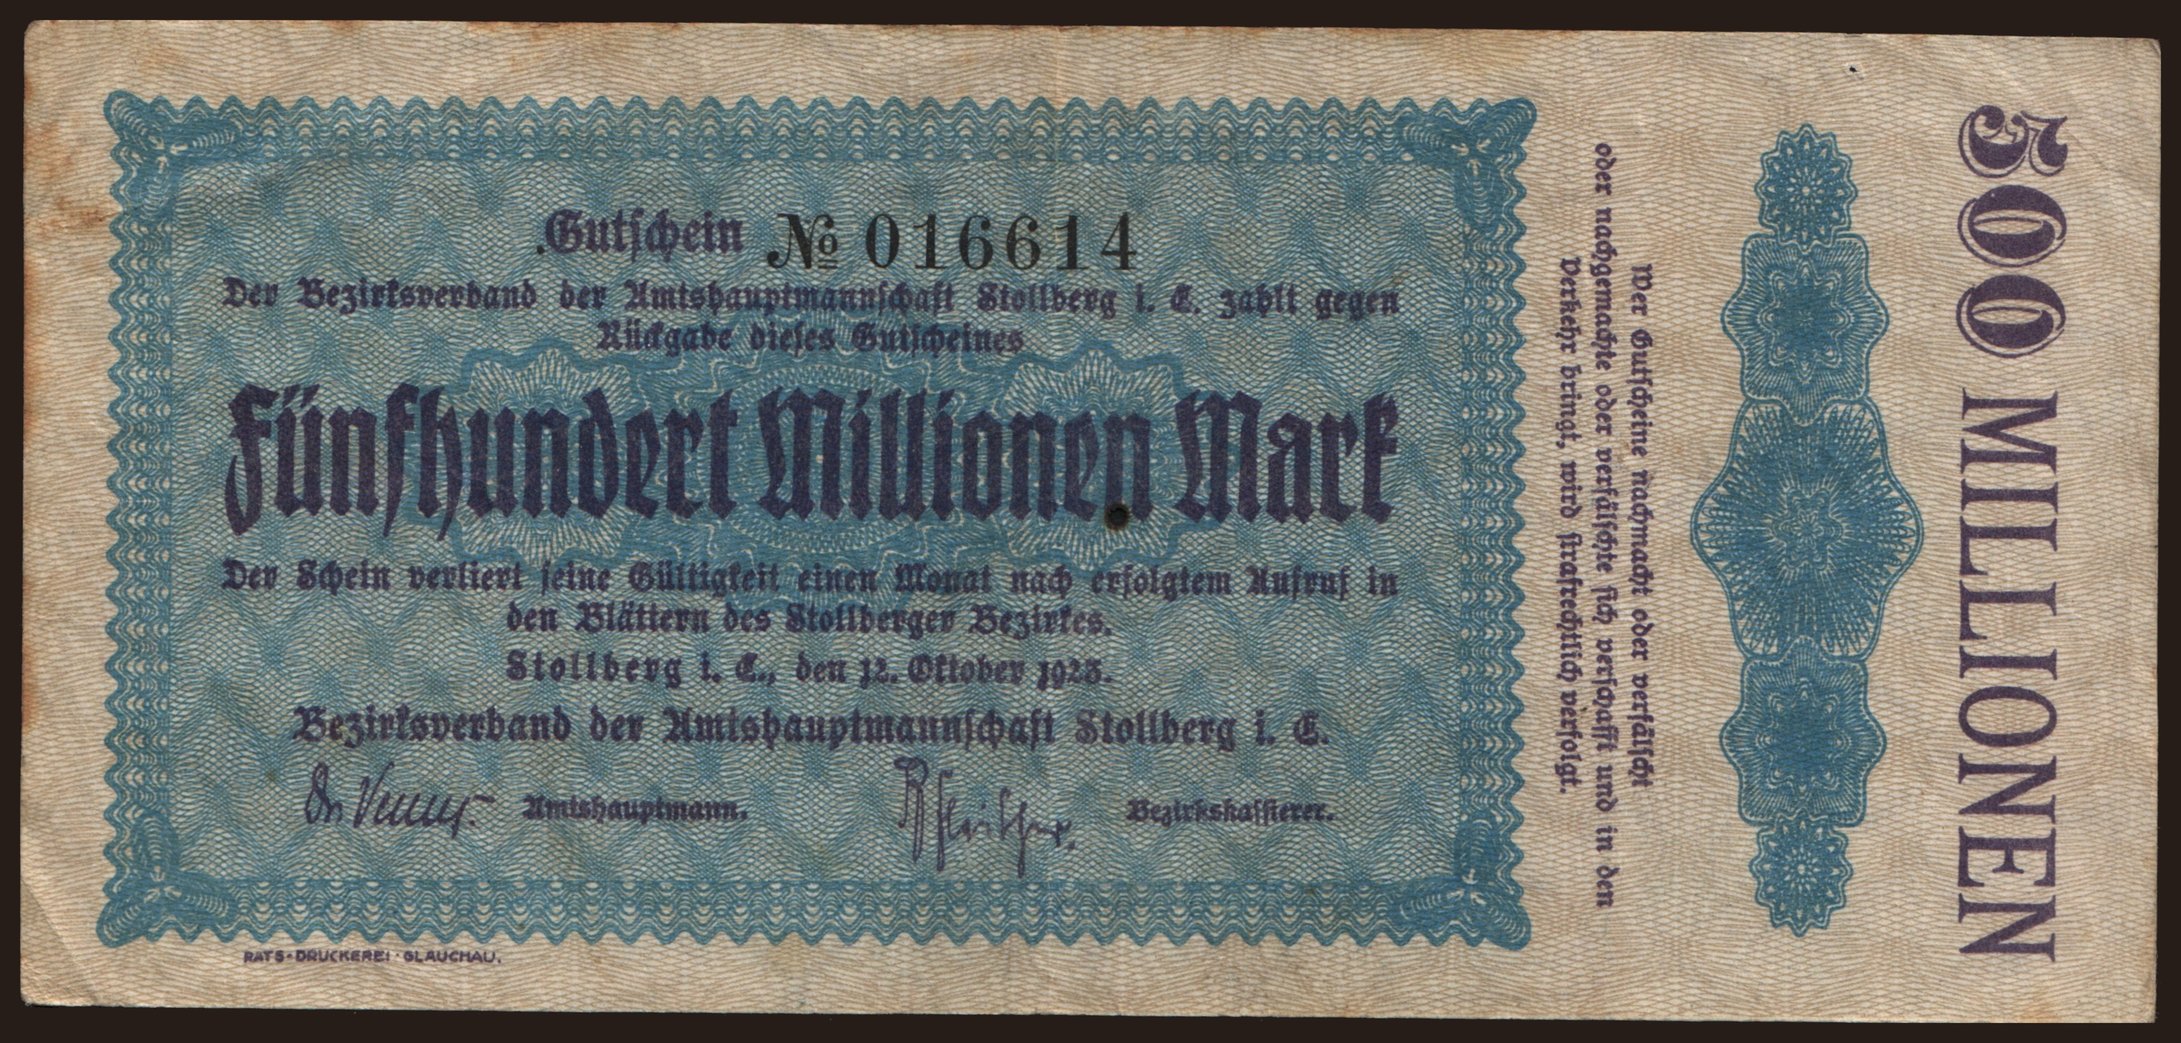 Gutschein № 016614
Der Bezirksverband der Amtshauptmannschaft Stollberg i. E. zahlt gegen
Rückgabe dieses Gutscheines
Fünfhundert Millionen Mark
Der Schein verliert seine Gültigkeit einen Monat nach erfolgtem Aufruf in
den Blättern des Stollberger Bezirkes.
Stollberg i. E., den 12. Oktober 1923.
Bezirksverband der Amtshauptmannschaft Stollberg i. E.
Amtshauptmann. Bezirkskassierer.
RATS-DRUCKEREI · GLAUCHAU.
Wer Gutscheine nachmacht oder verfälscht
oder nachgemachte oder verfälschte sich verschafft und in den
Verkehr bringt, wird strafrechtlich verfolgt.
500 MILLIONEN